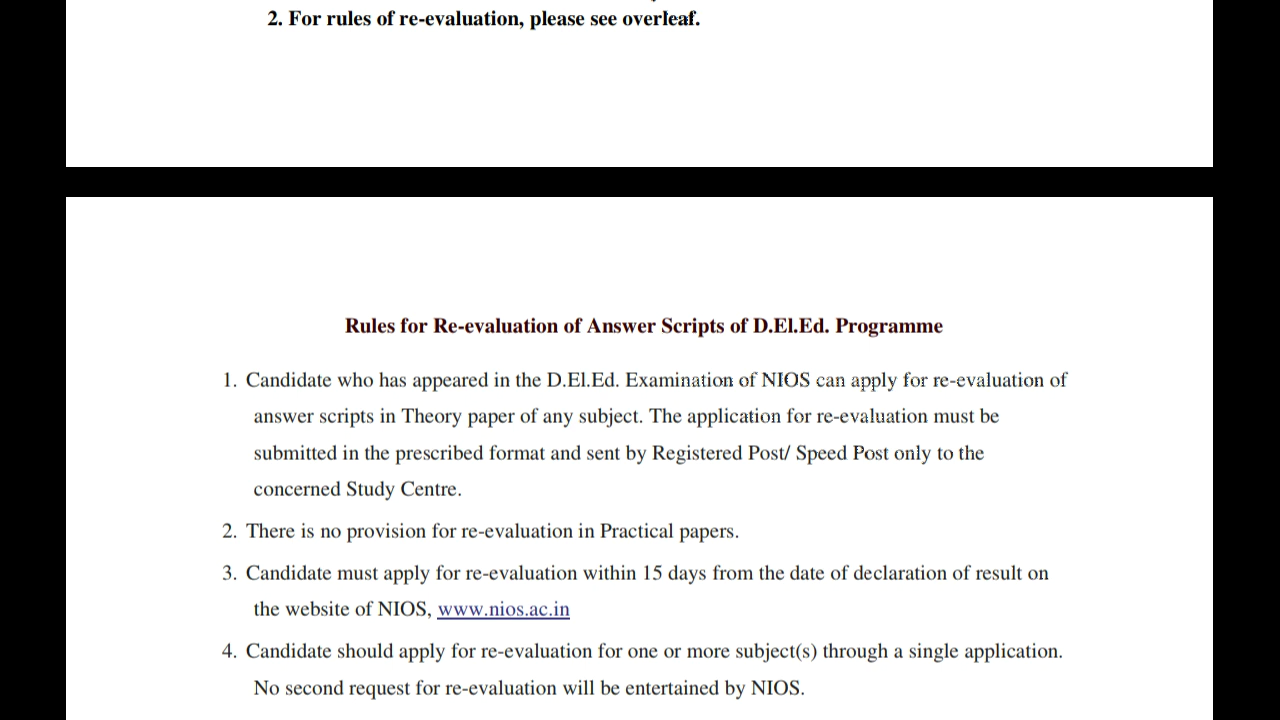 2. For rules of re-evaluation, please see overleaf.
Rules for Re-evaluation of Answer Scripts of D.El.Ed. Programme
1. Candidate who has appeared in the D.El.Ed. Examination of NIOS can apply for re-evaluation of
answer scripts in Theory paper of any subject. The application for re-evaluation must be
submitted in the prescribed format and sent by Registered Post/ Speed Post only to the
concerned Study Centre.
2. There is no provision for re-evaluation in Practical papers.
3. Candidate must apply for re-evaluation within 15 days from the date of declaration of result on
the website of NIOS, www.nios.ac.in
4. Candidate should apply for re-evaluation for one or more subject(s) through a single application.
No second request for re-evaluation will be entertained by NIOS.